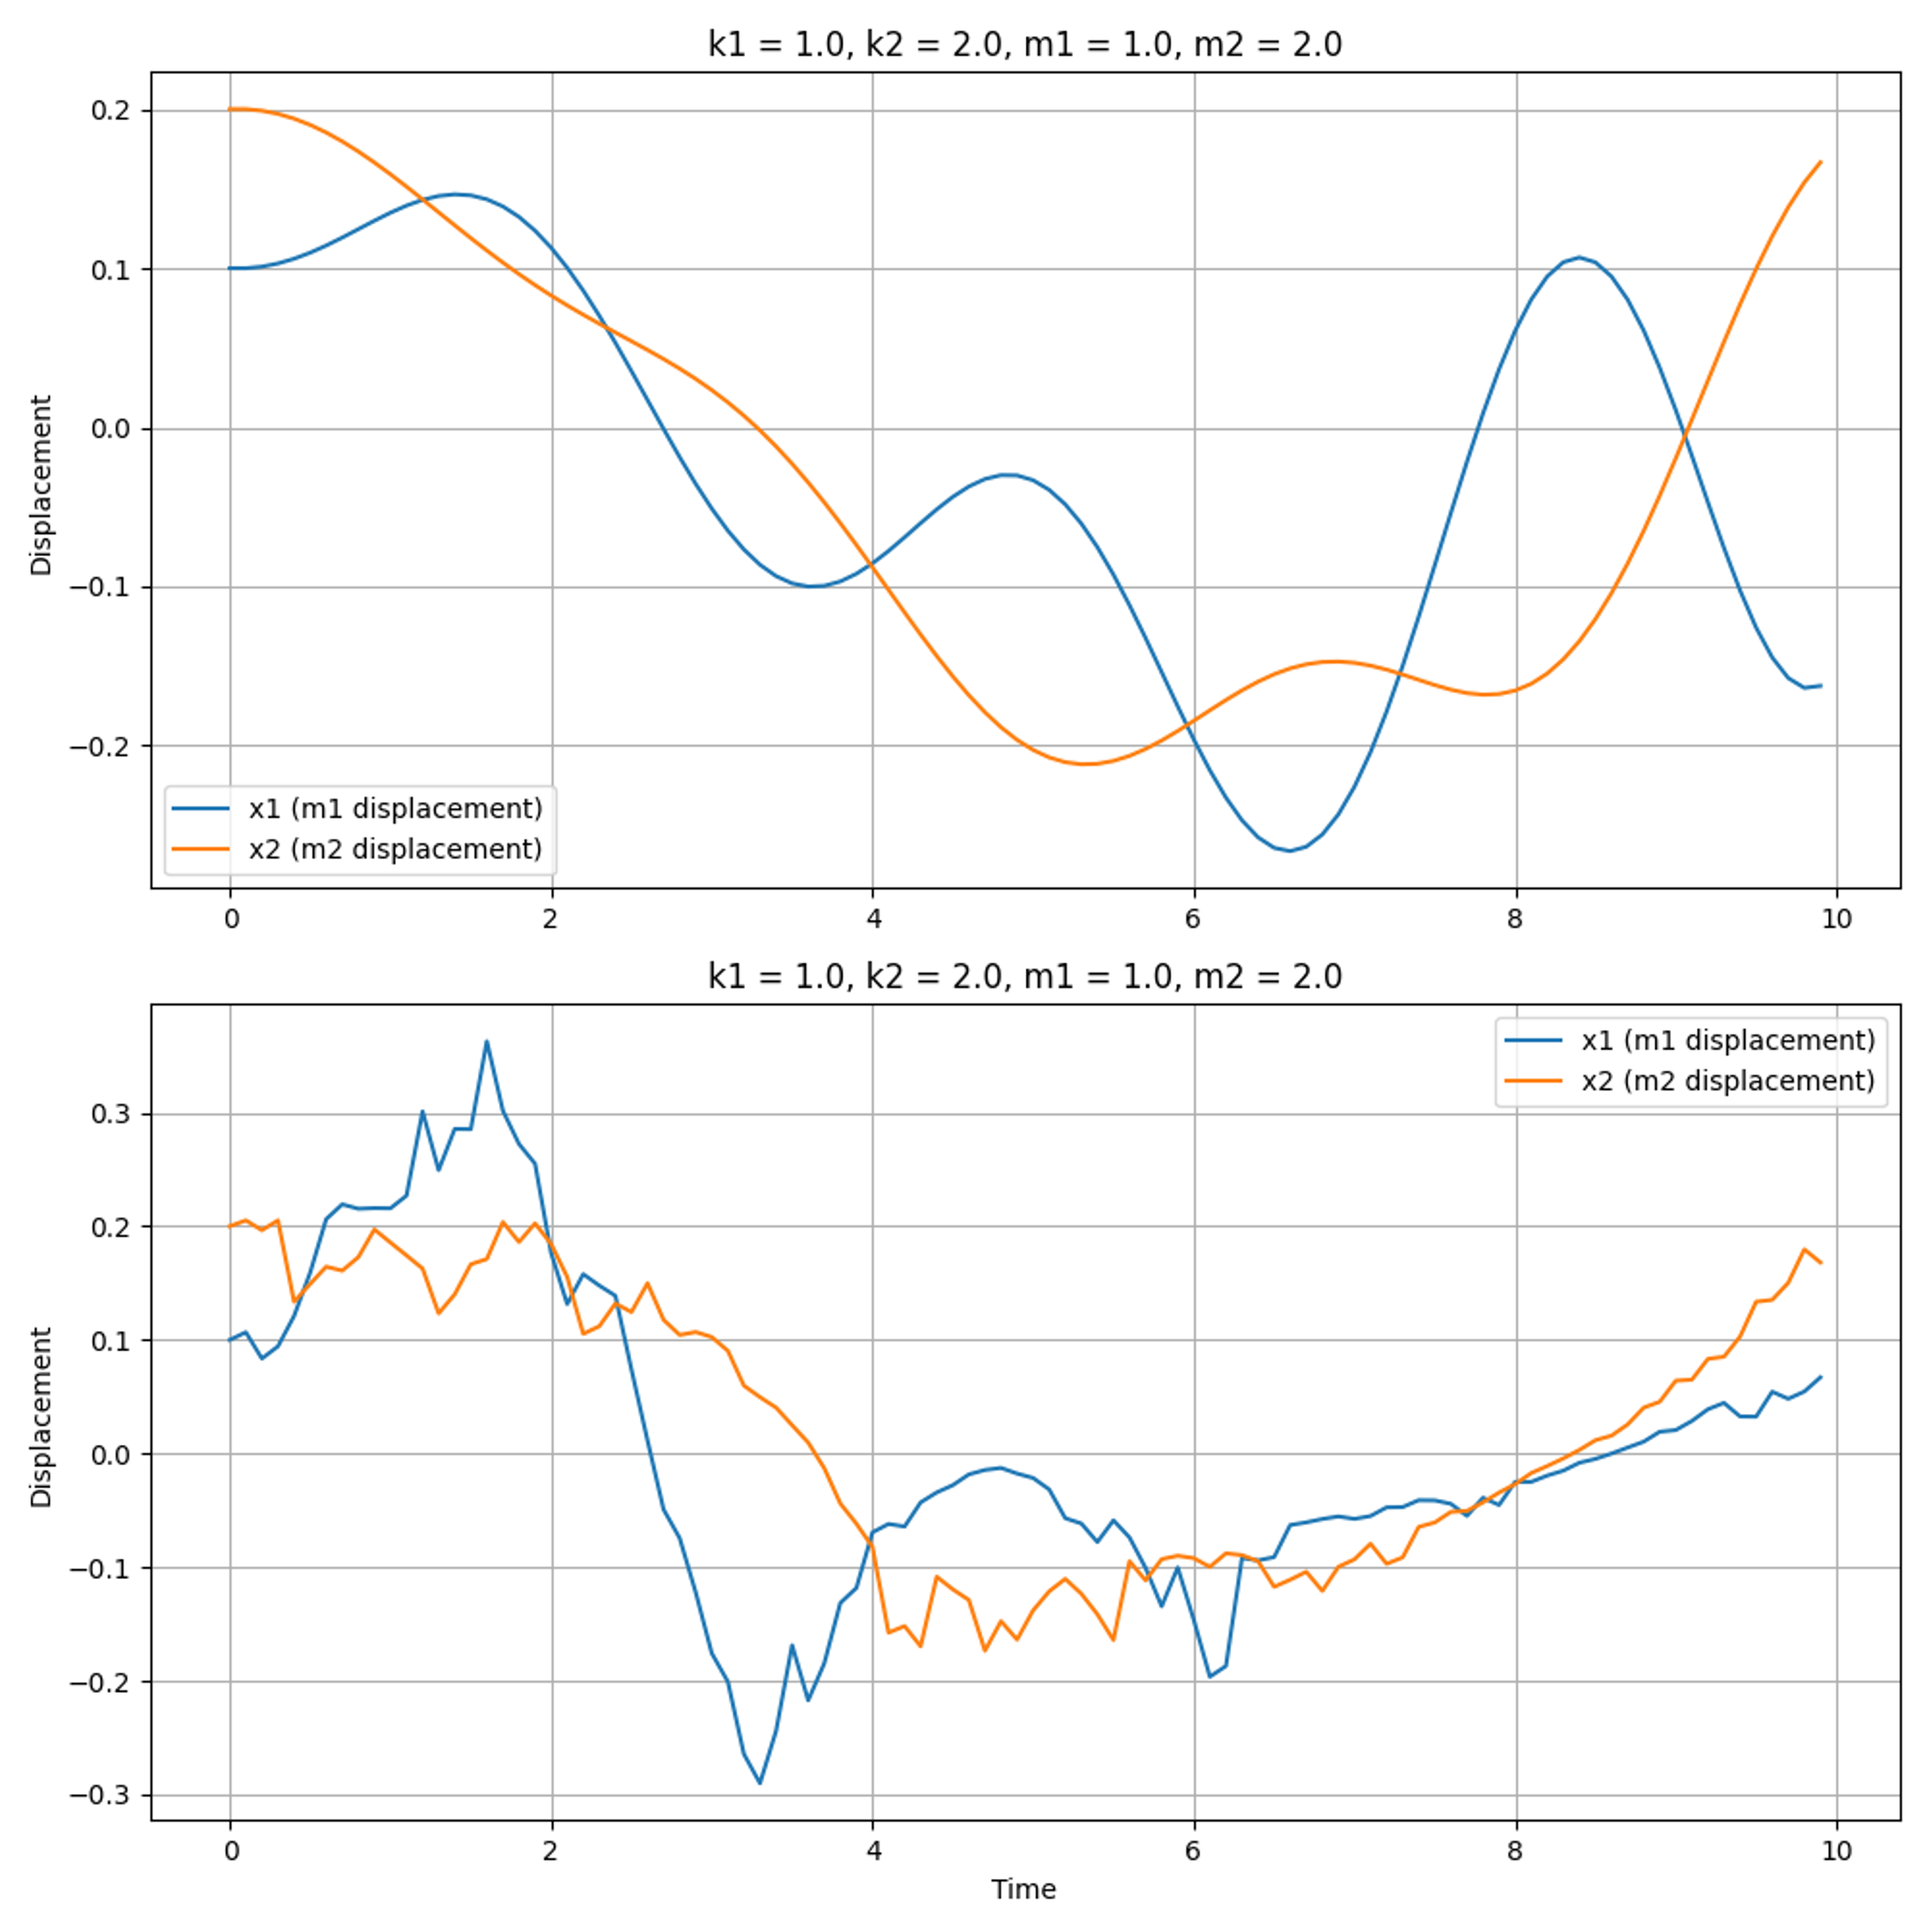 k1 = 1.0, k2 = 2.0, m1 = 1.0, m2 = 2.0
0.2
0.1
0.0
−0.1
−0.2
Displacement
x1 (m1 displacement)
x2 (m2 displacement)
0 2 4 6 8 10
k1 = 1.0, k2 = 2.0, m1 = 1.0, m2 = 2.0
x1 (m1 displacement)
x2 (m2 displacement)
0.3
0.2
0.1
0.0
−0.1
−0.2
−0.3
Displacement
0 2 4 6 8 10
Time